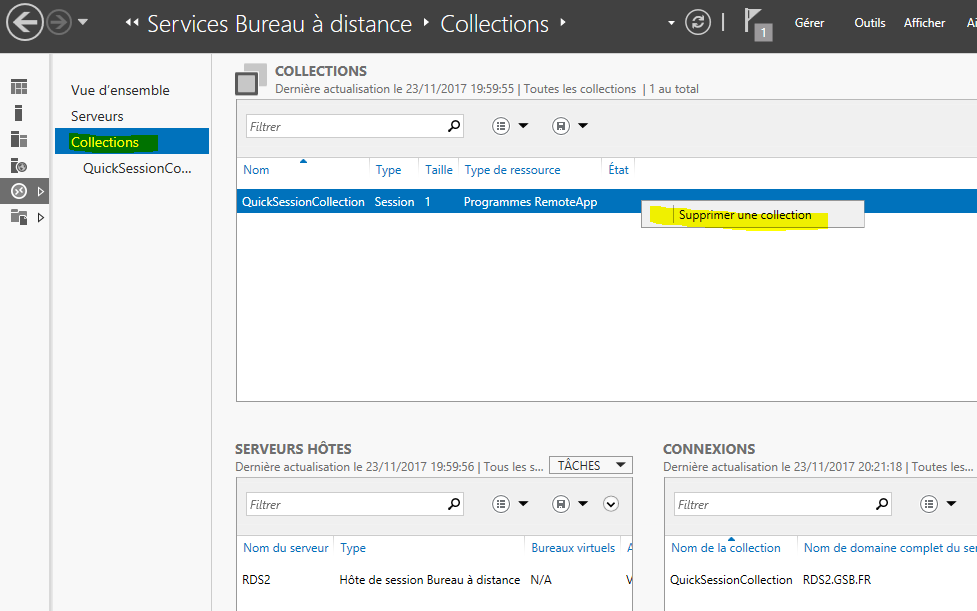 Services Bureau à distance Collections
1
Gérer Outils Afficher Ai
Vue d'ensemble
Serveurs
Collections
QuickSessionCo...
COLLECTIONS
Dernière actualisation le 23/11/2017 19:59:55 | Toutes les collections | 1 au total
Filtrer
Nom Type Taille Type de ressource État
QuickSessionCollection Session 1 Programmes RemoteApp
Supprimer une collection
SERVEURS HÔTES
Dernière actualisation le 23/11/2017 19:59:56 | Tous les s...
TÂCHES
Filtrer
Nom du serveur Type Bureaux virtuels A
RDS2 Hôte de session Bureau à distance N/A V
CONNEXIONS
Dernière actualisation le 23/11/2017 20:21:18 | Toutes les...
Filtrer
Nom de la collection Nom de domaine complet du se
QuickSessionCollection RDS2.GSB.FR